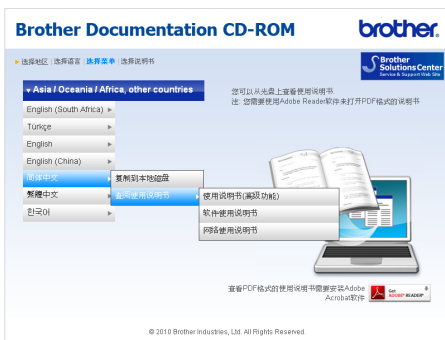 Brother Documentation CD-ROM
brother
选择地区 | 选择语言 | 选择菜单 | 选择说明书
Brother
Solutions Center
Service & Support Web Site
Asia / Oceania / Africa, other countries
English (South Africa)
Türkçe
English
English (China)
简体中文
繁體中文
한국어
复制到本地磁盘
查阅使用说明书
使用说明书(高级功能)
软件使用说明书
网络使用说明书
您可以从光盘上查看使用说明书
注: 您需要使用Adobe Reader软件来打开PDF格式的说明书
查看PDF格式的使用说明书需要安装Adobe
Acrobat软件
Get
ADOBE® READER®
© 2010 Brother Industries, Ltd. All Rights Reserved.